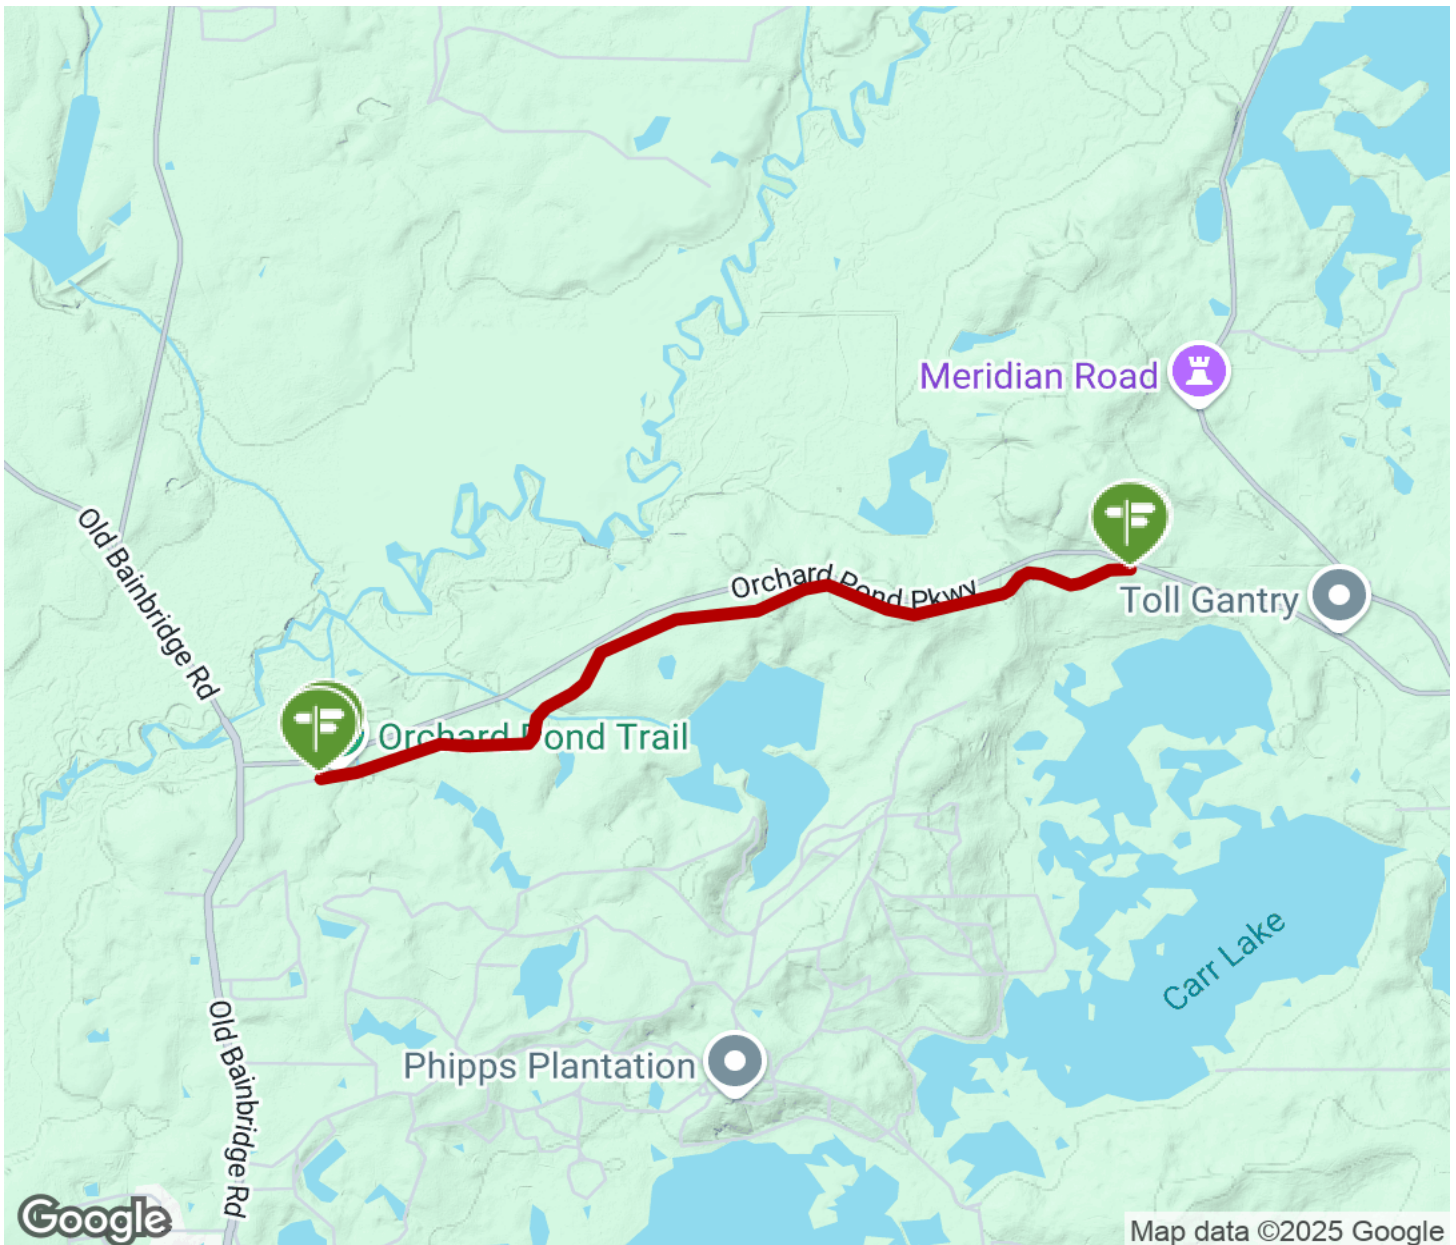 Meridian Road
Old Bainbridge Rd
Orchard Pond Pkwy
Toll Gantry
Orchard Pond Trail
Carr Lake
Old Bainbridge Rd
Phipps Plantation
Google
Map data ©2025 Google